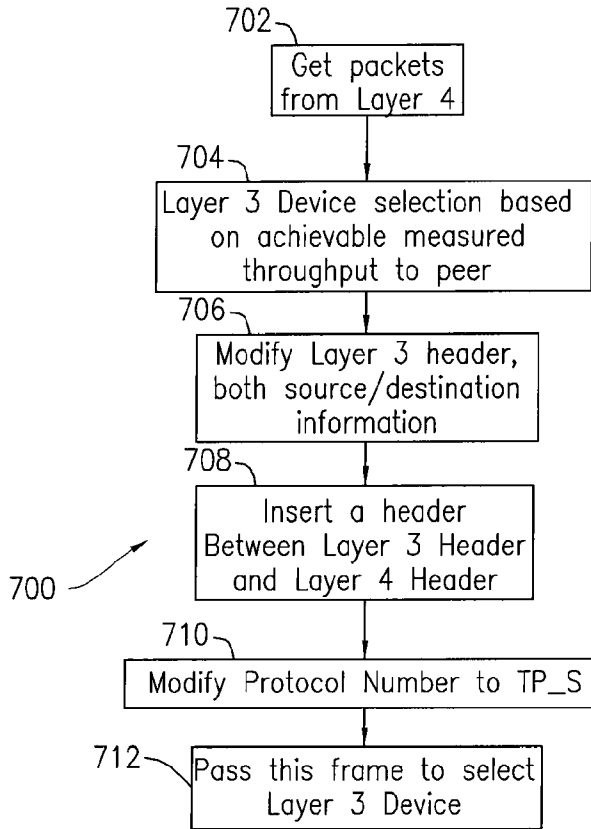 702
Get packets
from Layer 4
704
Layer 3 Device selection based
on achievable measured
throughput to peer
706
Modify Layer 3 header,
both source/destination
information
708
Insert a header
Between Layer 3 Header
and Layer 4 Header
700
710
Modify Protocol Number to TP_S
712
Pass this frame to select
Layer 3 Device